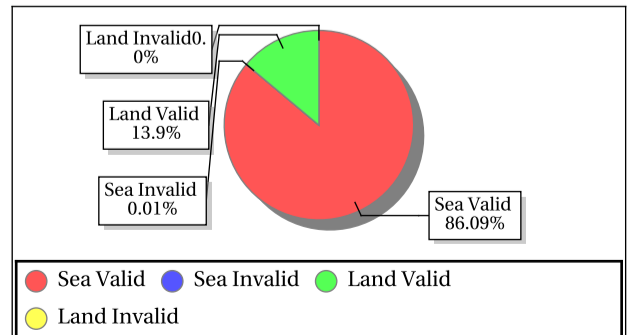 Land Invalid0.
0%
Land Valid
13.9%
Sea Invalid
0.01%
Sea Valid
86.09%
Sea Valid Sea Invalid Land Valid
Land Invalid